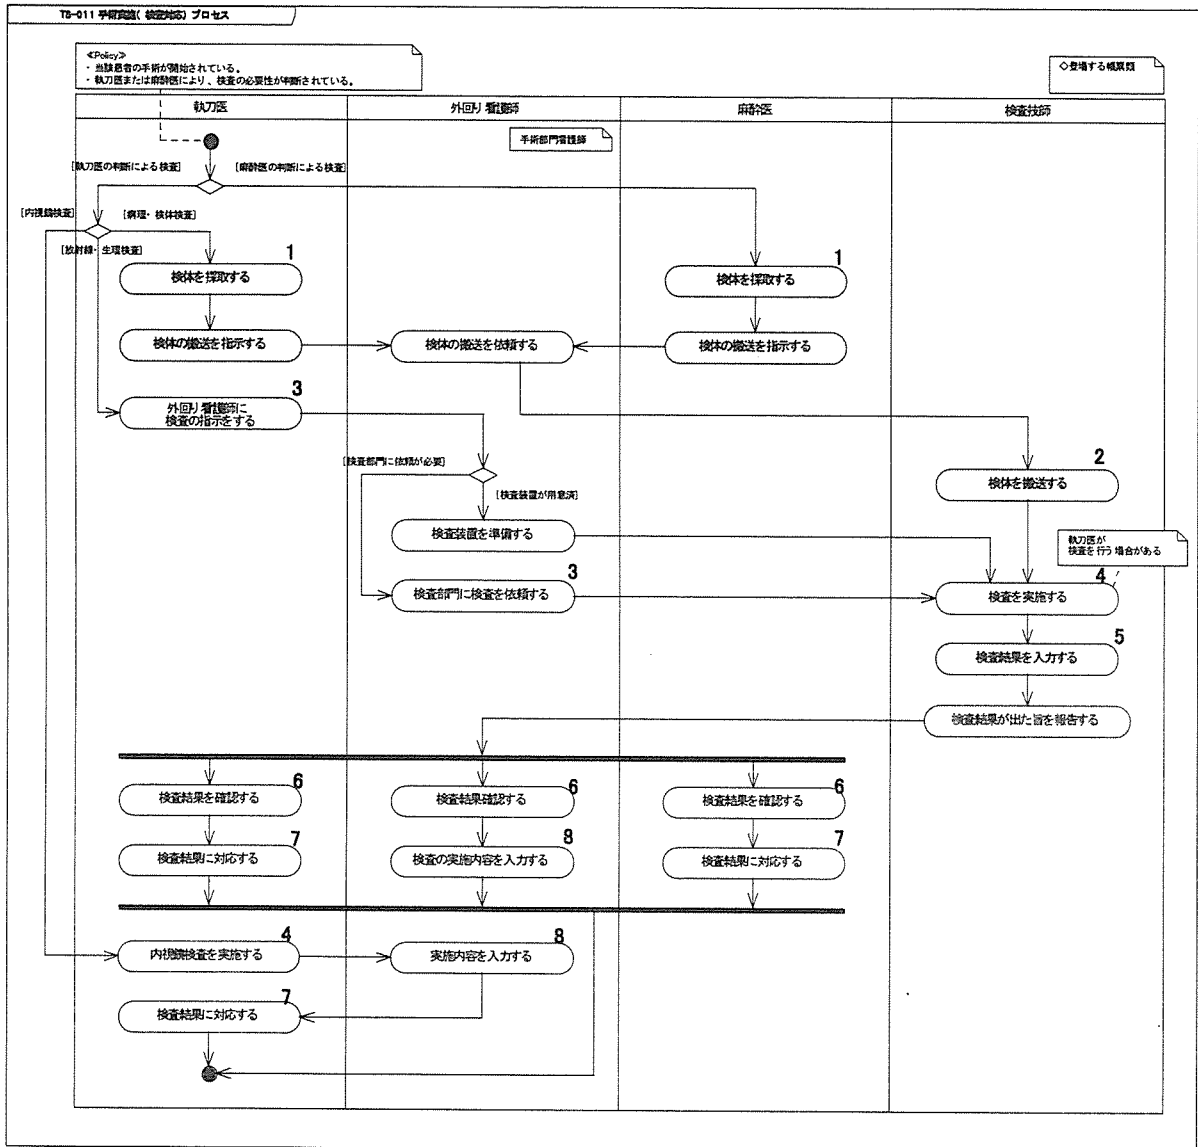 TS-011 手術実施( 検査対応) プロセス
≪Policy≫
・ 当該患者の手術が開始されている。
・ 執刀医または麻酔医により、検査の必要性が判断されている。
◇登場する帳票類
執刀医
外回り 看護師
麻酔医
検査技師
手術部門看護師
[執刀医の判断による検査]
[麻酔医の判断による検査]
[内視鏡検査]
[病理・ 検体検査]
[放射線・ 生理検査]
1
検体を採取する
1
検体を採取する
検体の搬送を指示する
検体の搬送を依頼する
検体の搬送を指示する
3
外回り 看護師に
検査の指示をする
[検査部門に依頼が必要]
[検査装置が用意済]
2
検体を搬送する
検査装置を準備する
執刀医が
検査を行う 場合がある
3
検査部門に検査を依頼する
4
検査を実施する
5
検査結果を入力する
検査結果が出た旨を報告する
6
検査結果を確認する
6
検査結果確認する
6
検査結果を確認する
7
検査結果に対応する
8
検査の実施内容を入力する
7
検査結果に対応する
4
内視鏡検査を実施する
8
実施内容を入力する
7
検査結果に対応する